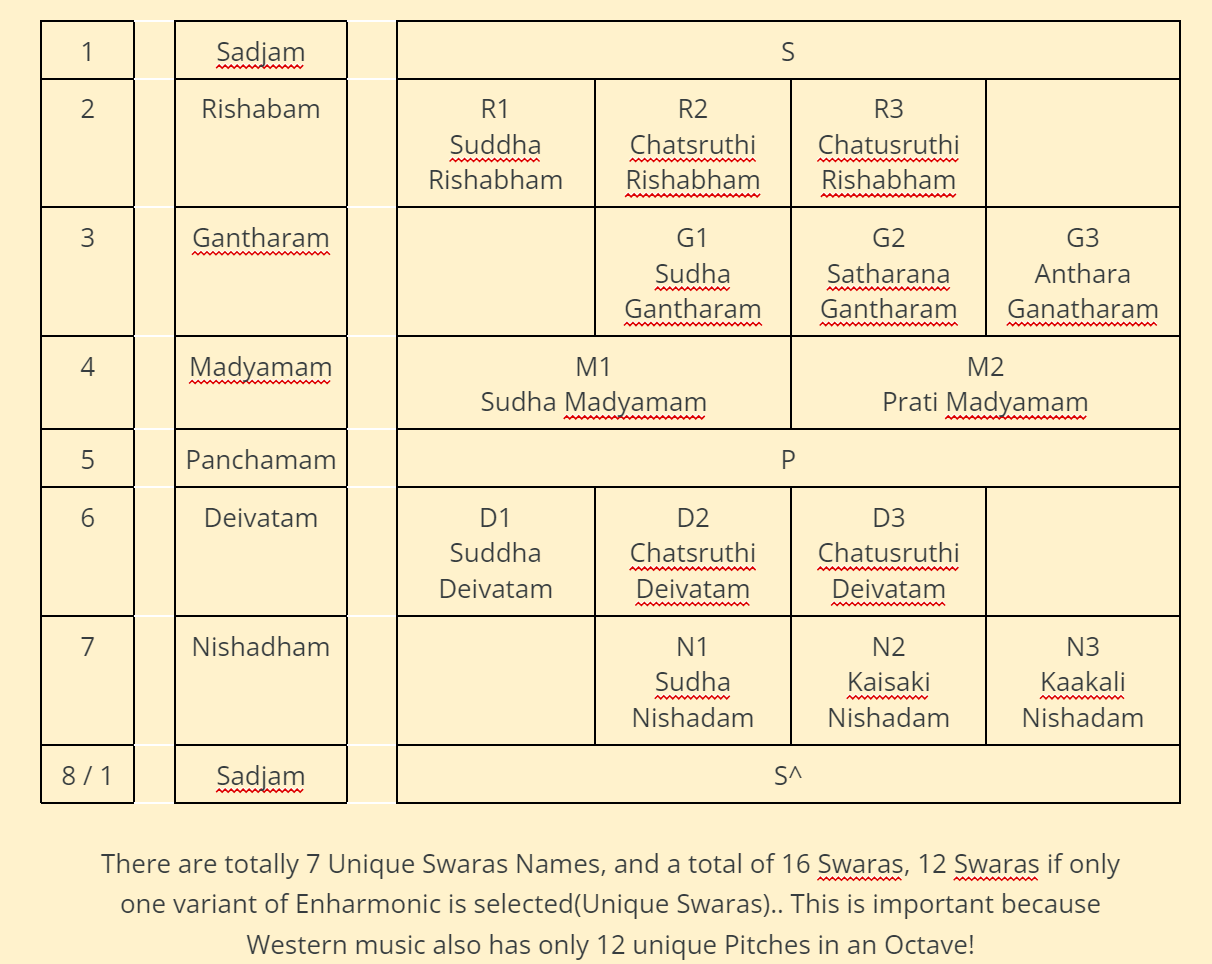 1 Sadjam S
2 Rishabam R1 R2 R3
Suddha Chatsruthi Chatusruthi
Rishabham Rishabham Rishabham
3 Gantharam G1 G2 G3
Sudha Satharana Anthara
Gantharam Gantharam Ganatharam
4 Madyamam M1 M2
Sudha Madyamam Prati Madyamam
5 Panchamam P
6 Deivatam D1 D2 D3
Suddha Chatsruthi Chatusruthi
Deivatam Deivatam Deivatam
7 Nishadham N1 N2 N3
Sudha Kaisaki Kaakali
Nishadam Nishadam Nishadam
8 / 1 Sadjam S^
There are totally 7 Unique Swaras Names, and a total of 16 Swaras, 12 Swaras if only
one variant of Enharmonic is selected(Unique Swaras).. This is important because
Western music also has only 12 unique Pitches in an Octave!